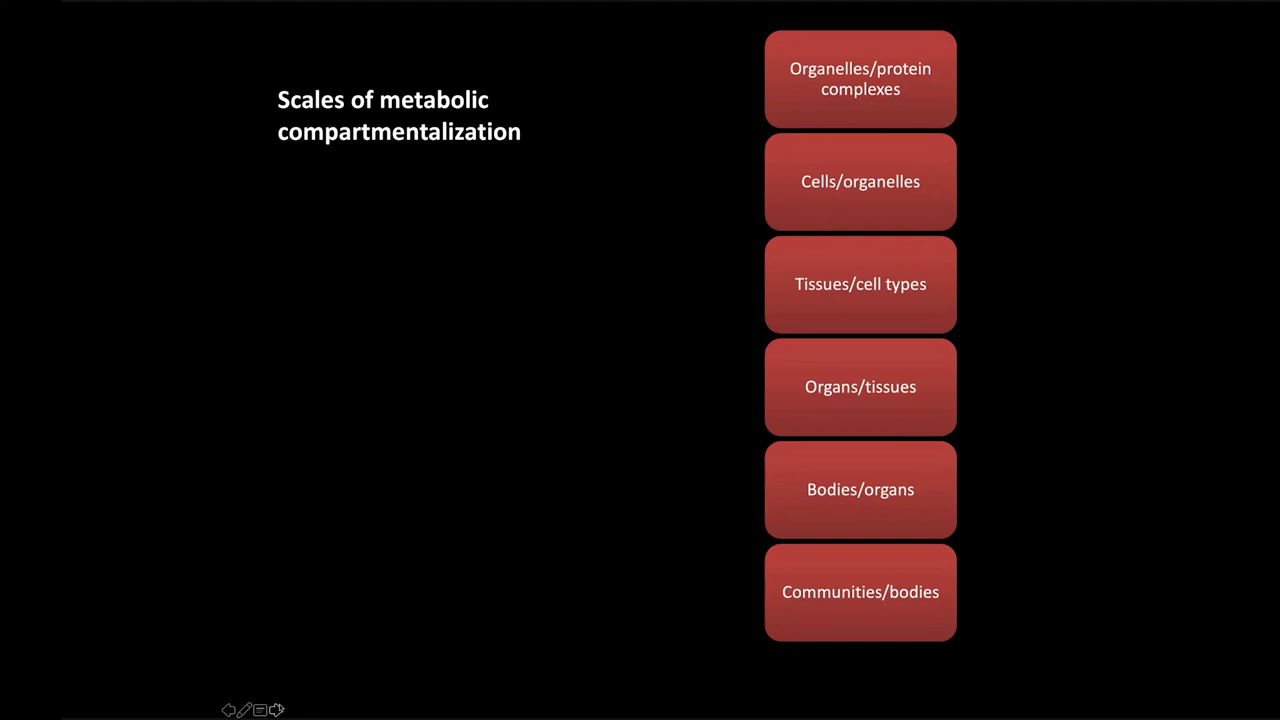 Scales of metabolic
compartmentalization
Organelles/protein
complexes
Cells/organelles
Tissues/cell types
Organs/tissues
Bodies/organs
Communities/bodies